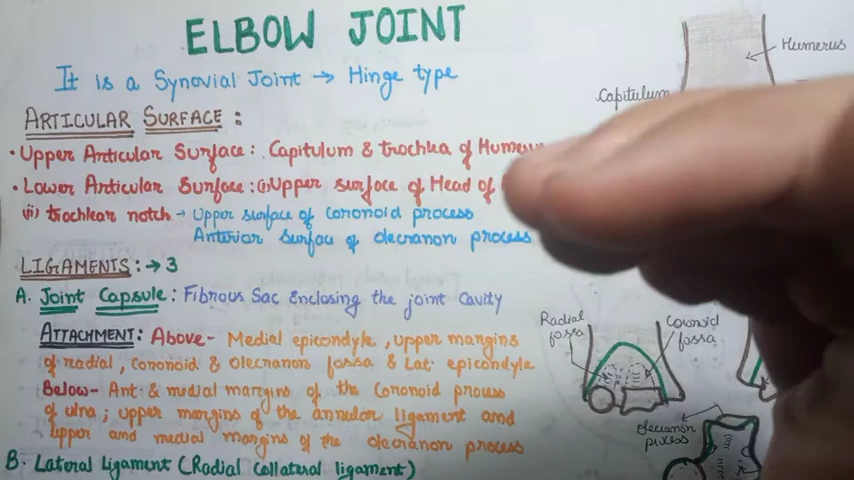 ELBOW JOINT
It is a Synovial Joint → Hinge type
ARTICULAR SURFACE :
• Upper Articular Surface : Capitulum & trochlea of Humerus
• Lower Articular Surface : (i) Upper surface of Head of
(ii) trochlear notch → Upper surface of coronoid process
Anterior surface of olecranon process
LIGAMENTS : → 3
A. Joint Capsule : Fibrous Sac Enclosing the joint Cavity
ATTACHMENT : Above - Medial epicondyle , upper margins
of radial , coronoid & olecranon fossa & Lat. epicondyle
Below - Ant & medial margins of the Coronoid process
of ulna ; upper margins of the annular ligament and
upper and medial margins of the olecranon process
B. Lateral Ligament (Radial collateral ligament)
Humerus
Capitulum
Radial fossa
Coronoid fossa
olecranon process